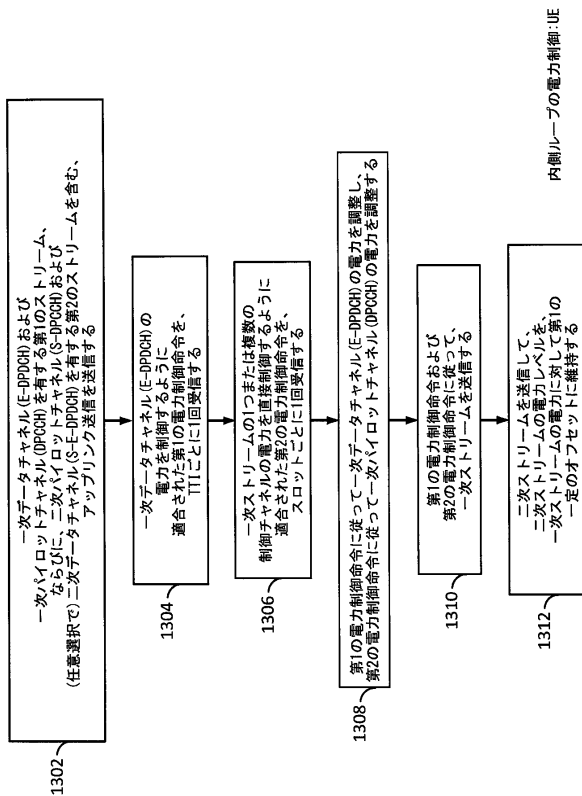 一次データチャネル(E-DPDCH)および
一次パイロットチャネル(DPCCH)を有する第1のストリーム、
ならびに、二次パイロットチャネル(S-DPCCH)および
(任意選択で)二次データチャネル(S-E-DPDCH)を有する第2のストリームを含む、
アップリンク送信を送信する
1302
一次データチャネル(E-DPDCH)の
電力を制御するように
適合された第1の電力制御命令を、
TTIごとに1回受信する
1304
一次ストリームの1つまたは複数の
制御チャネルの電力を直接制御するように
適合された第2の電力制御命令を、
スロットごとに1回受信する
1306
第1の電力制御命令に従って一次データチャネル(E-DPDCH)の電力を調整し、
第2の電力制御命令に従って一次パイロットチャネル(DPCCH)の電力を調整する
1308
第1の電力制御命令および
第2の電力制御命令に従って、
一次ストリームを送信する
1310
二次ストリームを送信して、
二次ストリームの電力レベルを、
一次ストリームの電力に対して第1の
一定のオフセットに維持する
1312
内側ループの電力制御:UE